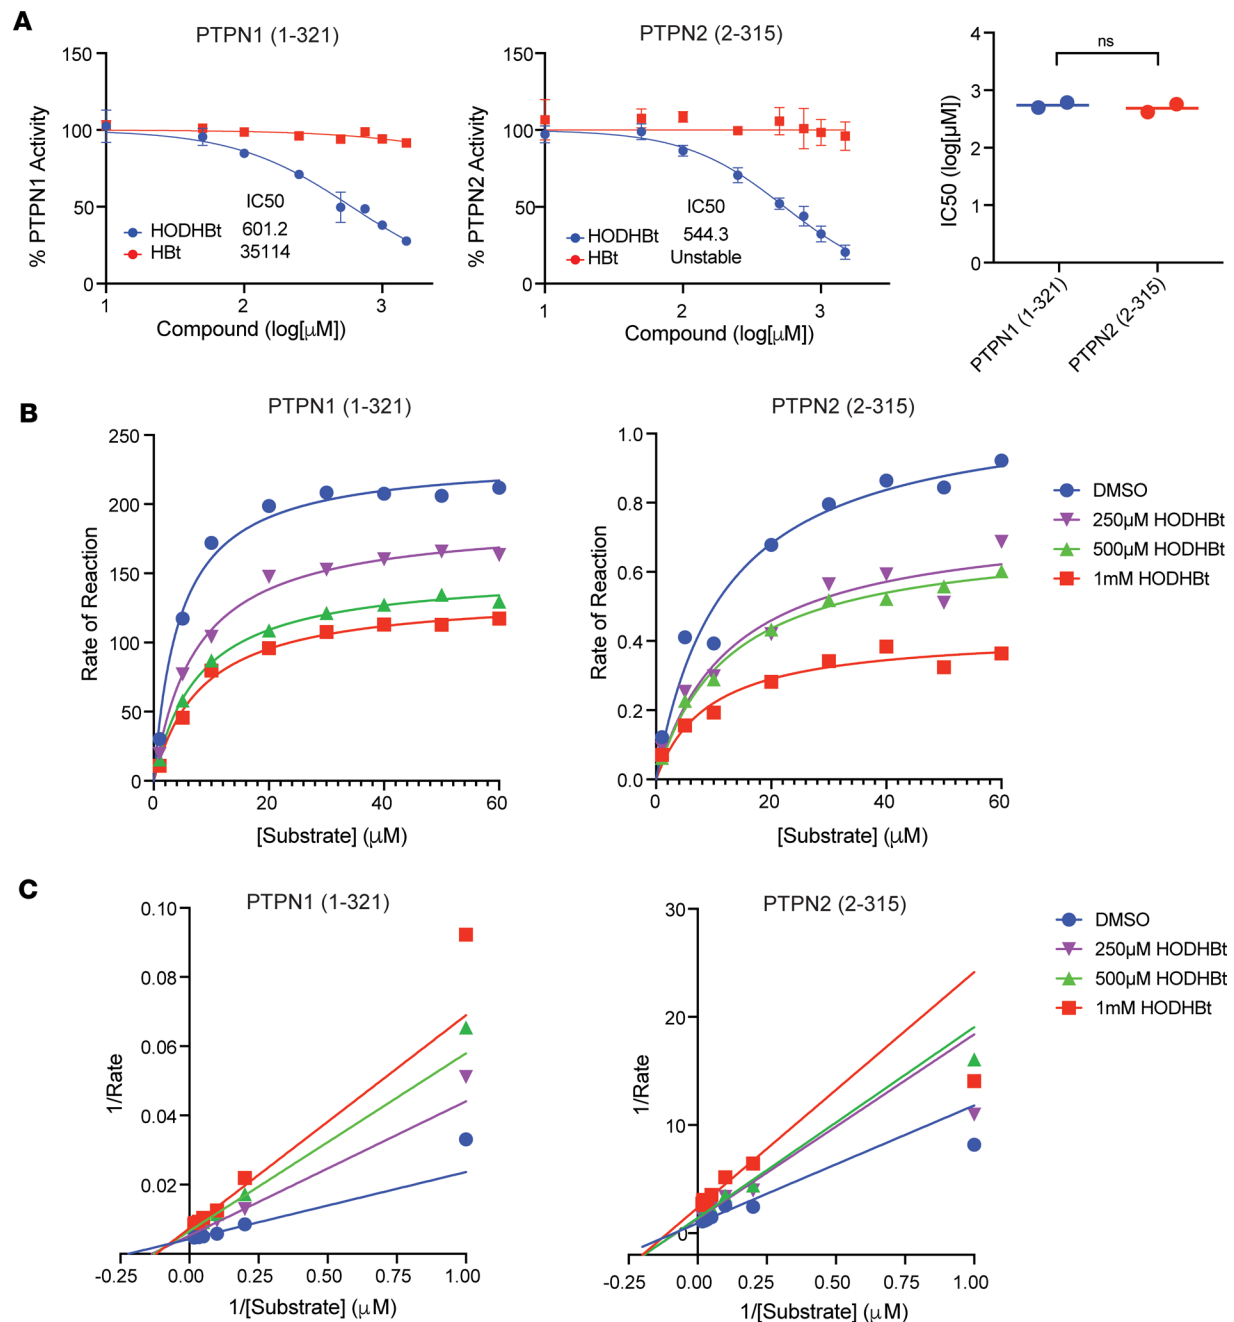 A
PTPN1 (1-321)
% PTPN1 Activity
150
100
50
0
1
2
3
Compound (log[μM])
IC50
HODHBt 601.2
HBt 35114
PTPN2 (2-315)
% PTPN2 Activity
150
100
50
0
1
2
3
Compound (log[μM])
IC50
HODHBt 544.3
HBt Unstable
IC50 (log[μM])
4
3
2
1
0
ns
PTPN1 (1-321)
PTPN2 (2-315)
B
PTPN1 (1-321)
Rate of Reaction
250
200
150
100
50
0
0
20
40
60
[Substrate] (μM)
PTPN2 (2-315)
Rate of Reaction
1.0
0.8
0.6
0.4
0.2
0.0
0
20
40
60
[Substrate] (μM)
DMSO
250μM HODHBt
500μM HODHBt
1mM HODHBt
C
PTPN1 (1-321)
1/Rate
0.10
0.08
0.06
0.04
0.02
-0.25
0.00
0.25
0.50
0.75
1.00
1/[Substrate] (μM)
PTPN2 (2-315)
1/Rate
30
20
10
0
-0.25
0.00
0.25
0.50
0.75
1.00
1/[Substrate] (μM)
DMSO
250μM HODHBt
500μM HODHBt
1mM HODHBt